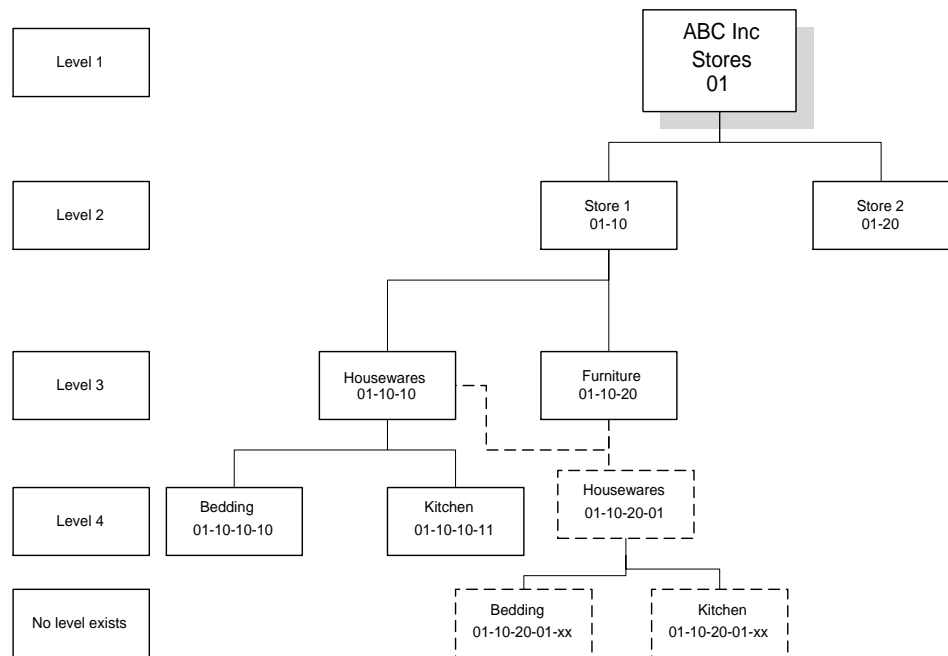 Level 1
ABC Inc
Stores
01
Level 2
Store 1
01-10
Store 2
01-20
Level 3
Housewares
01-10-10
Furniture
01-10-20
Level 4
Bedding
01-10-10-10
Kitchen
01-10-10-11
Housewares
01-10-20-01
No level exists
Bedding
01-10-20-01-xx
Kitchen
01-10-20-01-xx